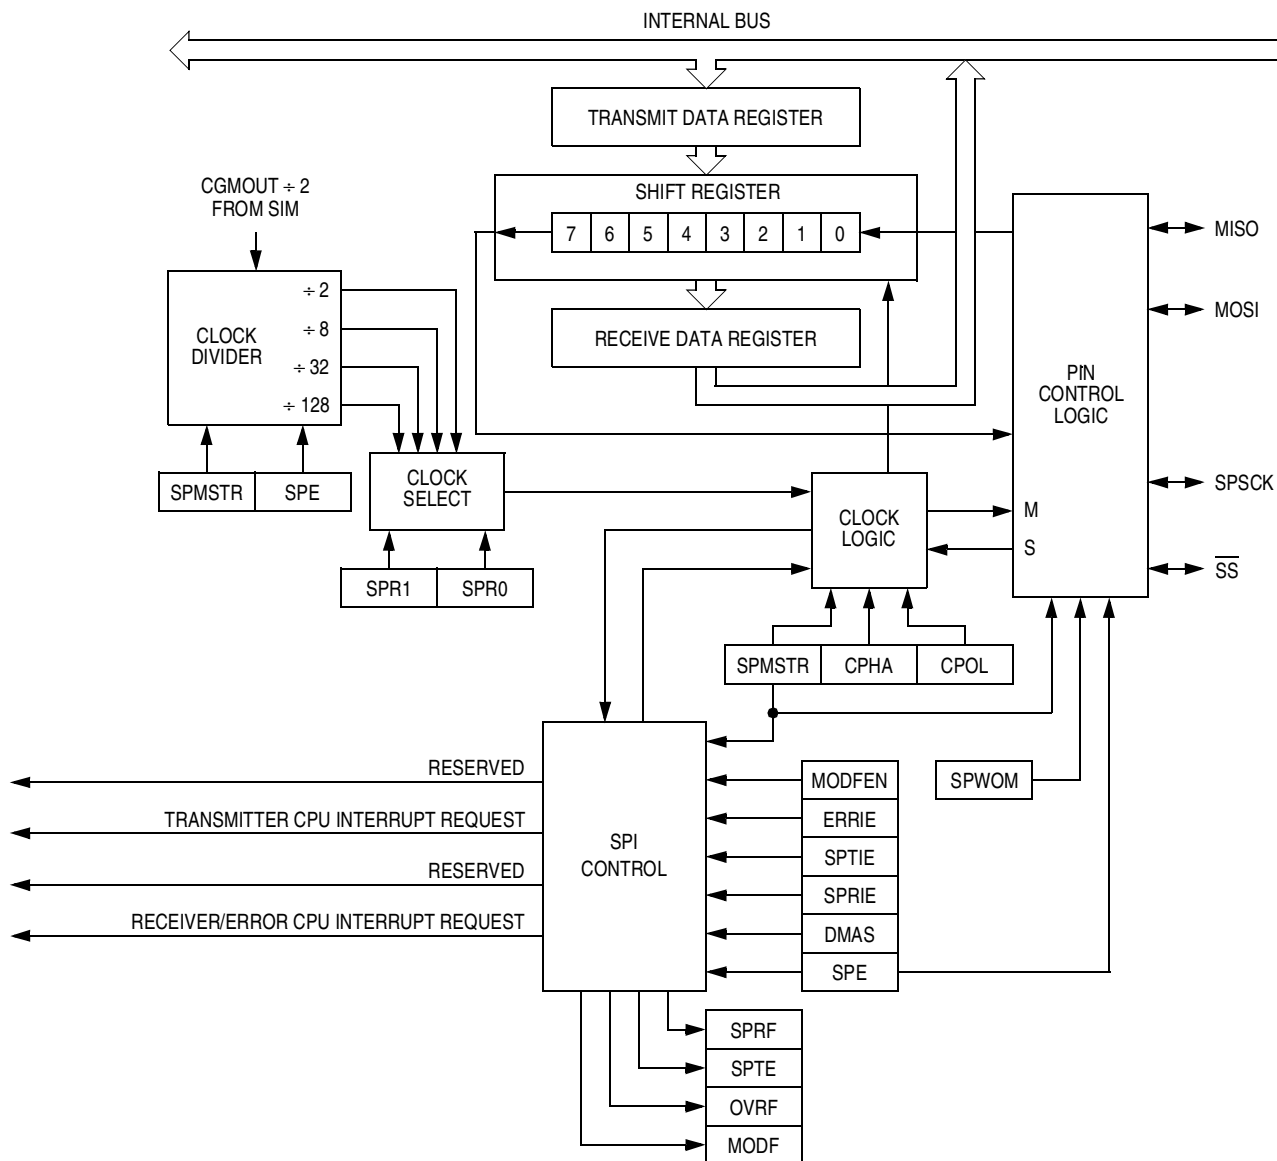 INTERNAL BUS
TRANSMIT DATA REGISTER
CGMOUT ÷ 2
FROM SIM
SHIFT REGISTER
7 6 5 4 3 2 1 0
MISO
÷ 2
÷ 8
÷ 32
÷ 128
CLOCK
DIVIDER
RECEIVE DATA REGISTER
MOSI
PIN
CONTROL
LOGIC
SPMSTR SPE
CLOCK
SELECT
SPR1 SPR0
CLOCK
LOGIC
M
S
SPSCK
SS
SPMSTR CPHA CPOL
RESERVED
TRANSMITTER CPU INTERRUPT REQUEST
RESERVED
RECEIVER/ERROR CPU INTERRUPT REQUEST
SPI
CONTROL
MODFEN
ERRIE
SPTIE
SPRIE
DMAS
SPE
SPWOM
SPRF
SPTE
OVRF
MODF